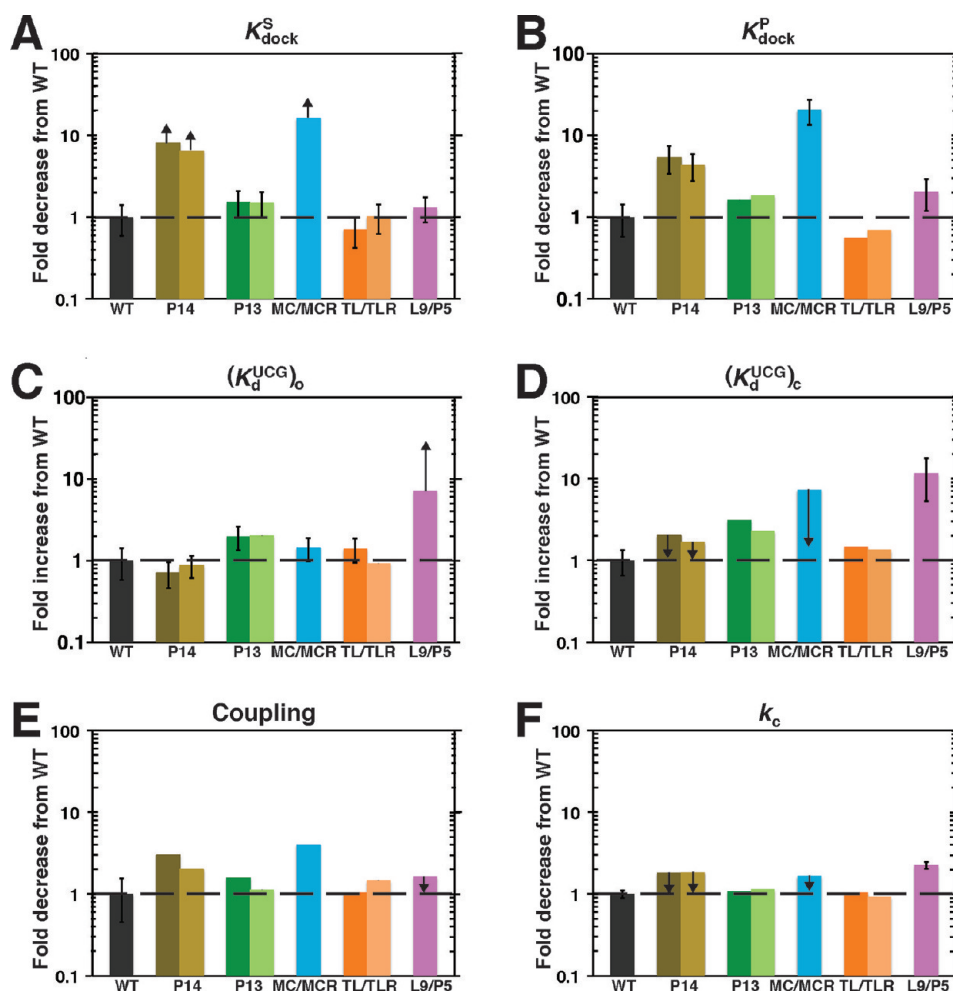 A
K^S_dock
Fold decrease from WT
100
10
1
0.1
WT P14 P13 MC/MCR TL/TLR L9/P5
B
K^P_dock
Fold decrease from WT
100
10
1
0.1
WT P14 P13 MC/MCR TL/TLR L9/P5
C
(K_d^UCG)_o
Fold increase from WT
100
10
1
0.1
WT P14 P13 MC/MCR TL/TLR L9/P5
D
(K_d^UCG)_c
Fold increase from WT
100
10
1
0.1
WT P14 P13 MC/MCR TL/TLR L9/P5
E
Coupling
Fold decrease from WT
100
10
1
0.1
WT P14 P13 MC/MCR TL/TLR L9/P5
F
k_c
Fold decrease from WT
100
10
1
0.1
WT P14 P13 MC/MCR TL/TLR L9/P5